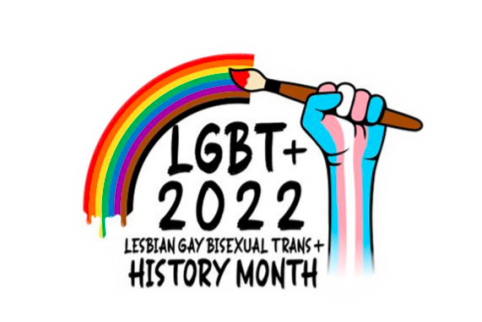 LGBT+
2022
LESBIAN GAY BISEXUAL TRANS+
HISTORY MONTH